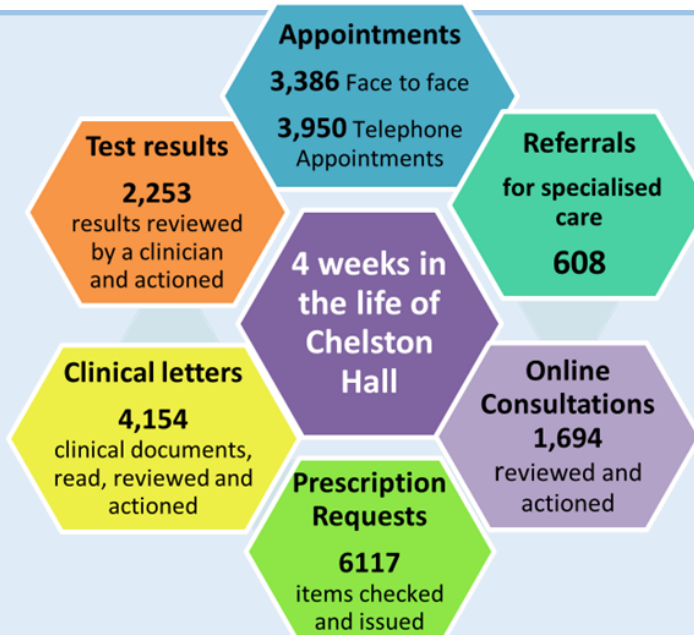 Appointments
3,386 Face to face
3,950 Telephone
Appointments
Referrals
for specialised
care
608
Online
Consultations
1,694
reviewed and
actioned
Prescription
Requests
6117
items checked
and issued
Clinical letters
4,154
clinical documents,
read, reviewed and
actioned
Test results
2,253
results reviewed
by a clinician
and actioned
4 weeks in
the life of
Chelston
Hall